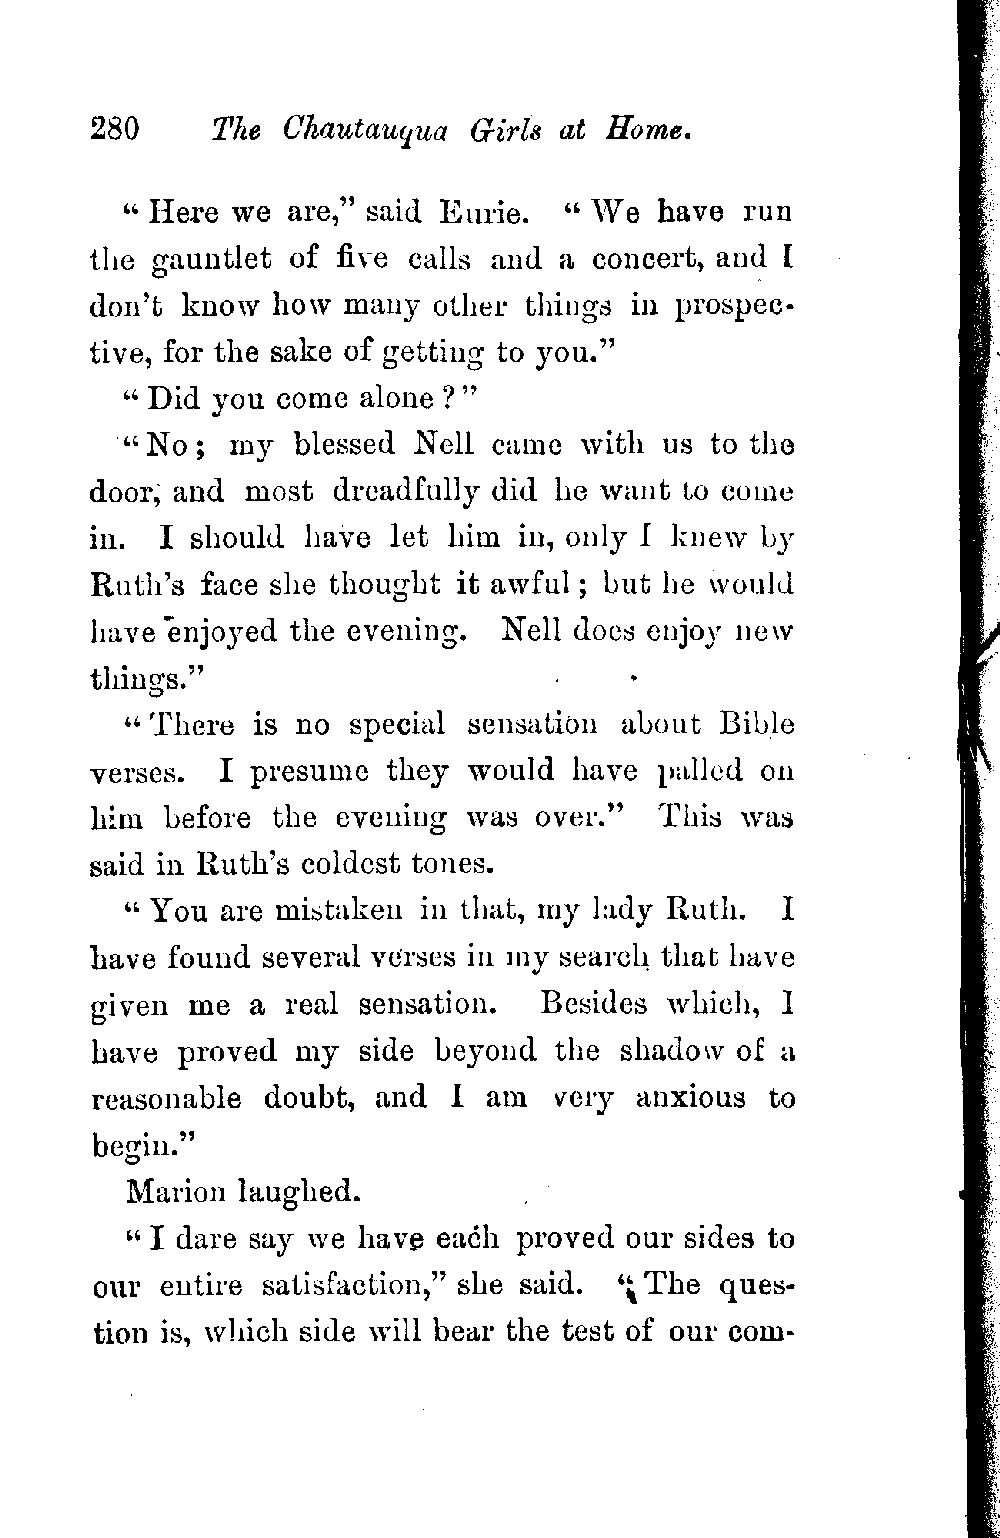 280 The Chautauqua Girls at Home.
“ Here we are,” said Eurie. “ We have run
the gauntlet of five calls and a concert, and I
don’t know how many other things in prospec-
tive, for the sake of getting to you.”
“ Did you come alone ? ”
“ No ; my blessed Nell came with us to the
door, and most dreadfully did he want to come
in. I should have let him in, only I knew by
Ruth’s face she thought it awful ; but he would
have enjoyed the evening. Nell does enjoy new
things.”
“ There is no special sensation about Bible
verses. I presume they would have palled on
him before the evening was over.” This was
said in Ruth’s coldest tones.
“ You are mistaken in that, my lady Ruth. I
have found several verses in my search that have
given me a real sensation. Besides which, I
have proved my side beyond the shadow of a
reasonable doubt, and I am very anxious to
begin.”
Marion laughed.
“ I dare say we have each proved our sides to
our entire satisfaction,” she said. “ The ques-
tion is, which side will bear the test of our com-